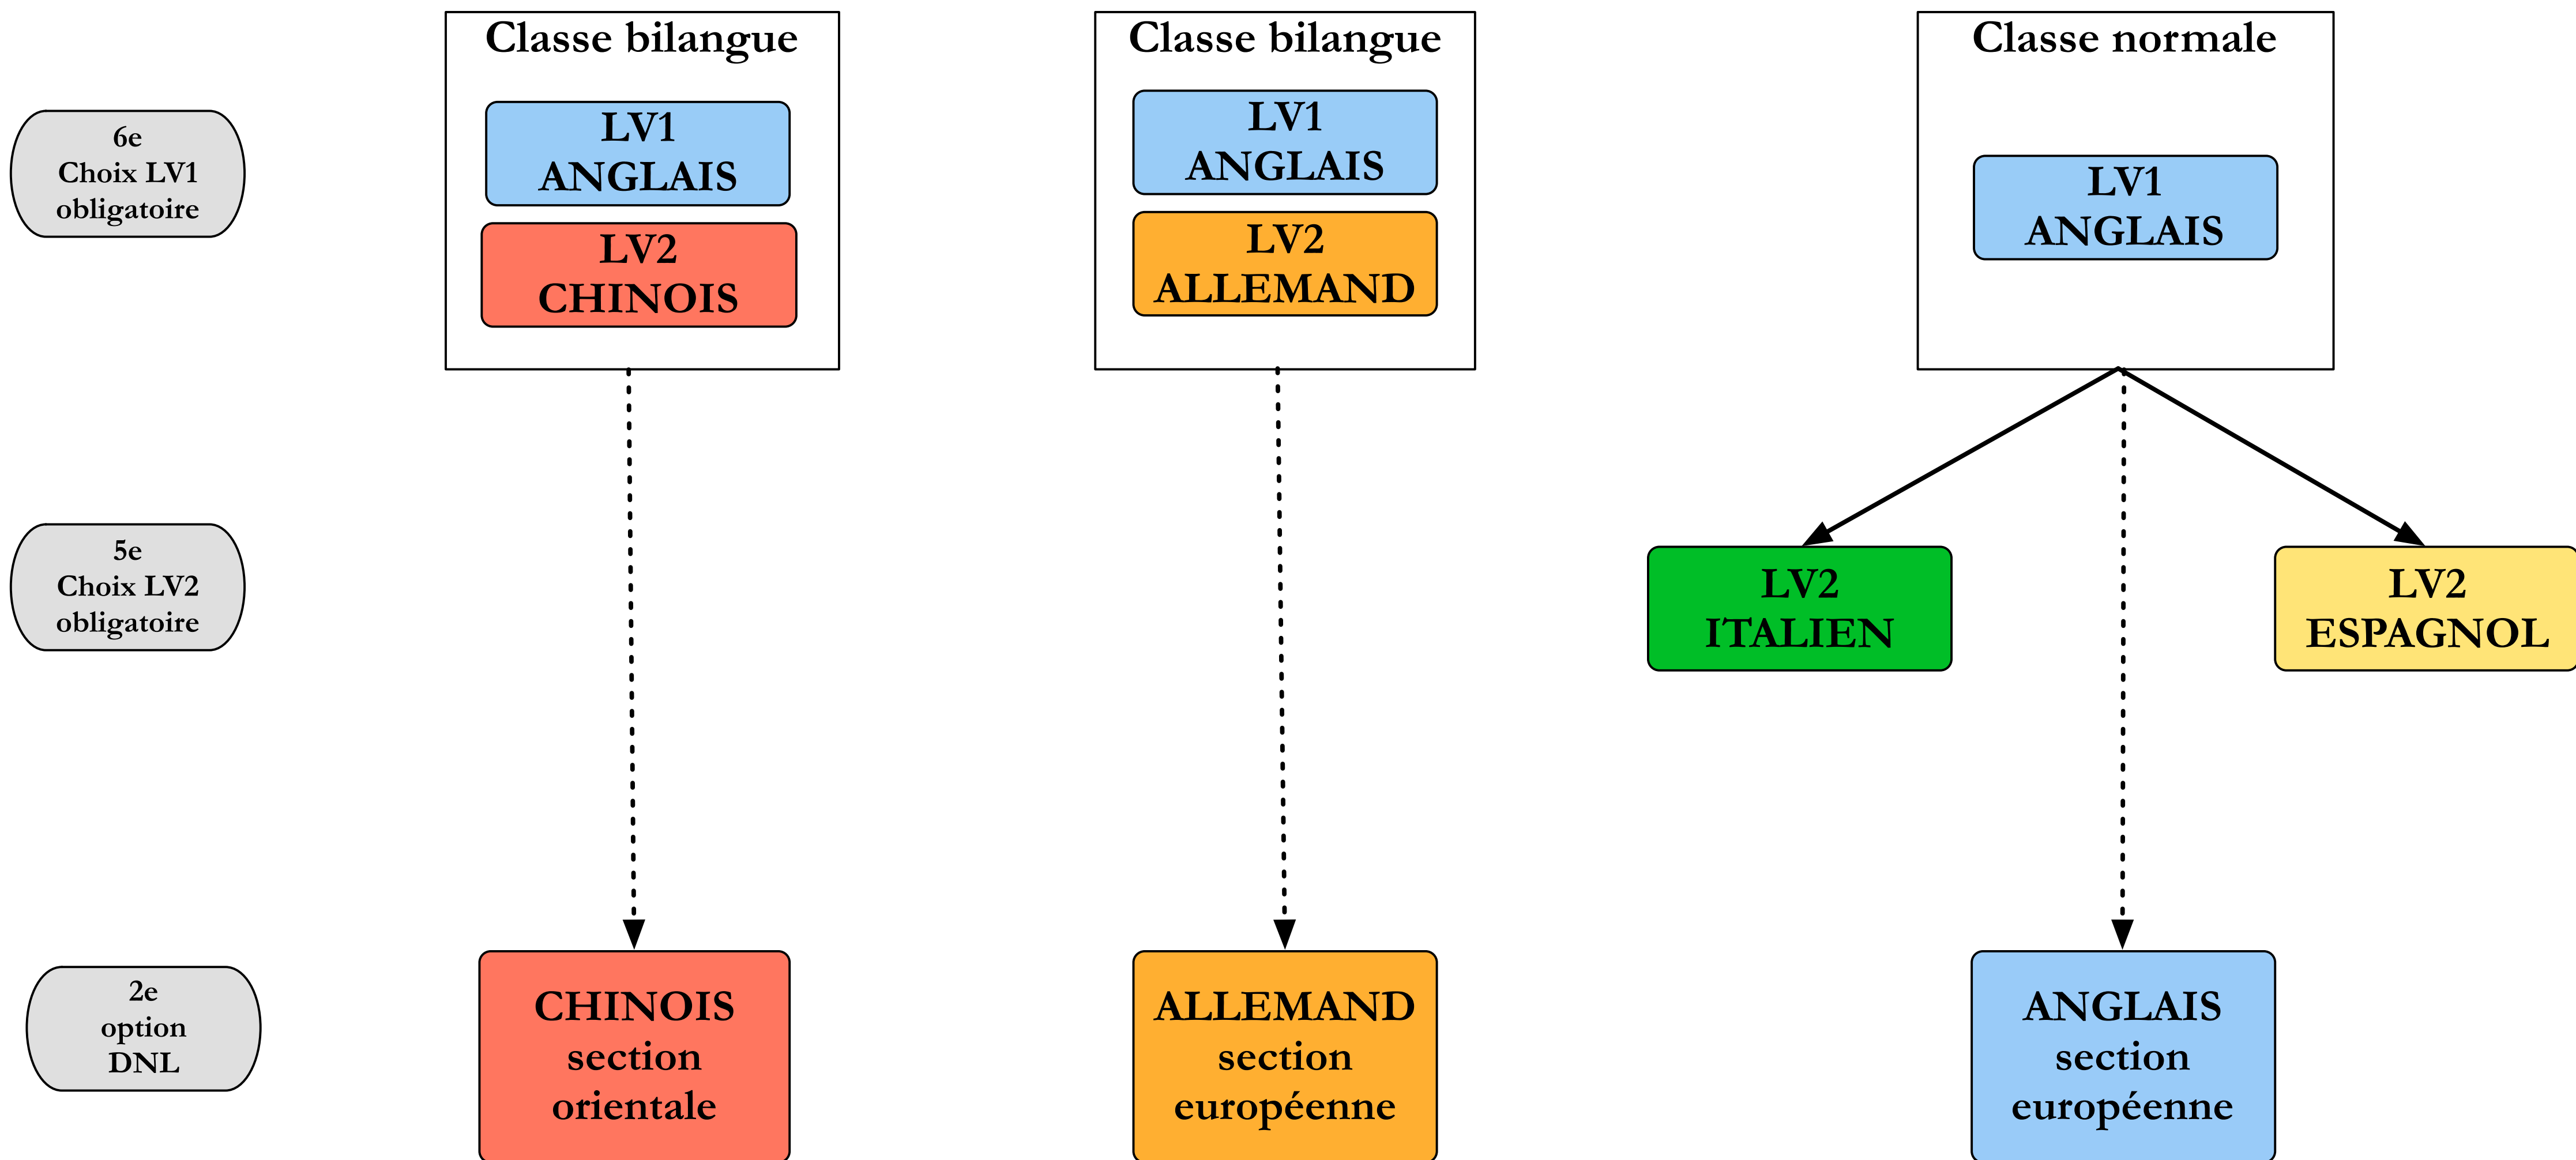 Classe bilangue
Classe bilangue
Classe normale
6e
Choix LV1
obligatoire
LV1
ANGLAIS
LV2
CHINOIS
LV1
ANGLAIS
LV2
ALLEMAND
LV1
ANGLAIS
5e
Choix LV2
obligatoire
LV2
ITALIEN
LV2
ESPAGNOL
2e
option
DNL
CHINOIS
section
orientale
ALLEMAND
section
européenne
ANGLAIS
section
européenne